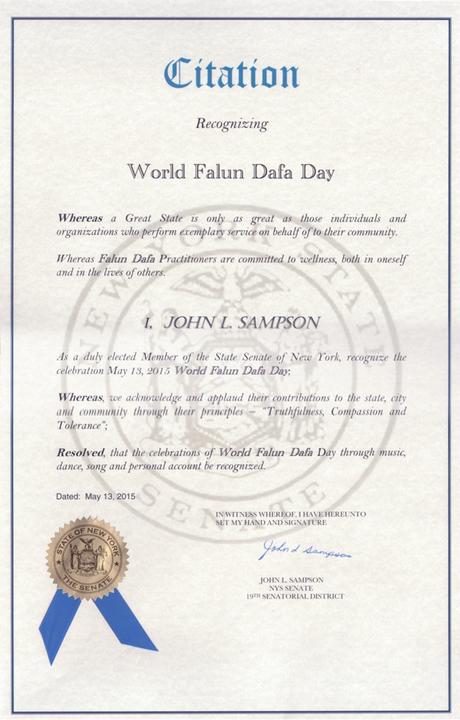 Citation
Recognizing
World Falun Dafa Day
Whereas a Great State is only as great as those individuals and
organizations who perform exemplary service on behalf of to their community.
Whereas Falun Dafa Practitioners are committed to wellness, both in oneself
and in the lives of others.
I, JOHN L. SAMPSON
As a duly elected Member of the State Senate of New York, recognize the
celebration May 13, 2015 World Falun Dafa Day;
Whereas, we acknowledge and applaud their contributions to the state, city
and community through their principles – "Truthfulness, Compassion and
Tolerance";
Resolved, that the celebrations of World Falun Dafa Day through music,
dance, song and personal account be recognized.
Dated: May 13, 2015
IN WITNESS WHEREOF, I HAVE HEREUNTO
SET MY HAND AND SIGNATURE
John L Sampson
JOHN L. SAMPSON
NYS SENATE
19TH SENATORIAL DISTRICT
STATE OF NEW YORK
THE SENATE
NEW YORK STATE
SENATE